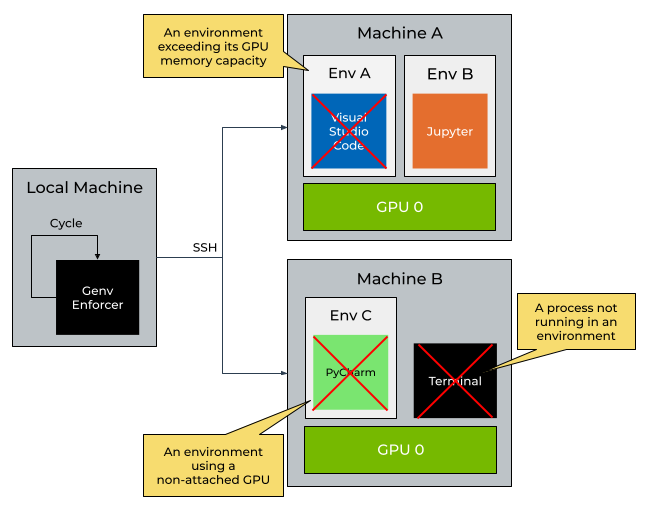 An environment
exceeding its GPU
memory capacity
Machine A
Env A
Env B
Visual
Studio
Code
Jupyter
GPU 0
Local Machine
Cycle
Genv
Enforcer
SSH
Machine B
Env C
PyCharm
Terminal
A process not
running in an
environment
GPU 0
An environment
using a
non-attached GPU